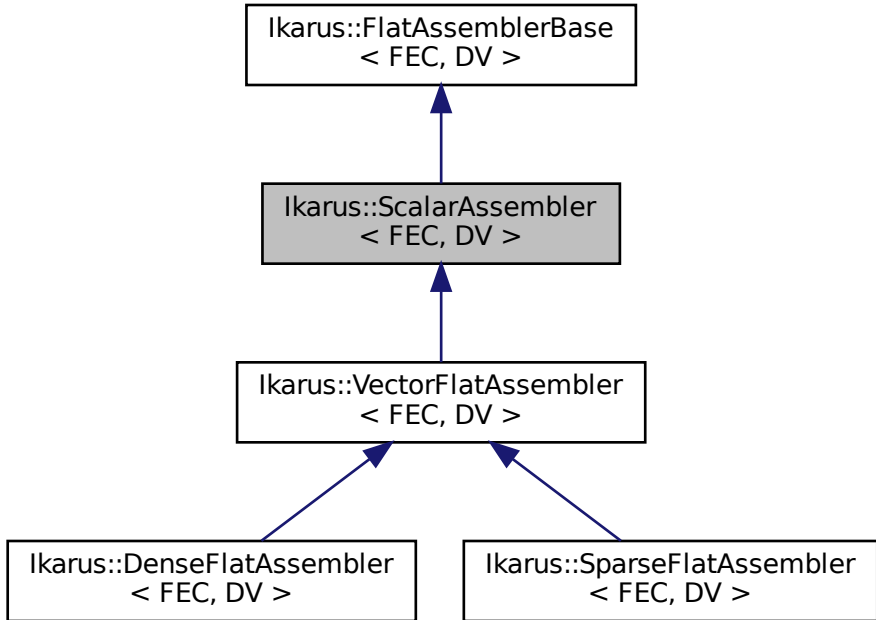 Ikarus::FlatAssemblerBase
< FEC, DV >
Ikarus::ScalarAssembler
< FEC, DV >
Ikarus::VectorFlatAssembler
< FEC, DV >
Ikarus::DenseFlatAssembler
< FEC, DV >
Ikarus::SparseFlatAssembler
< FEC, DV >